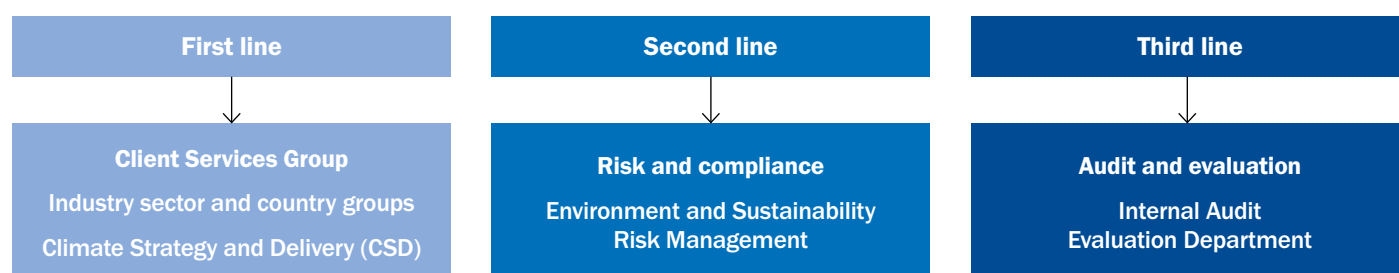 First line
Second line
Third line
Client Services Group
Industry sector and country groups
Climate Strategy and Delivery (CSD)
Risk and compliance
Environment and Sustainability
Risk Management
Audit and evaluation
Internal Audit
Evaluation Department